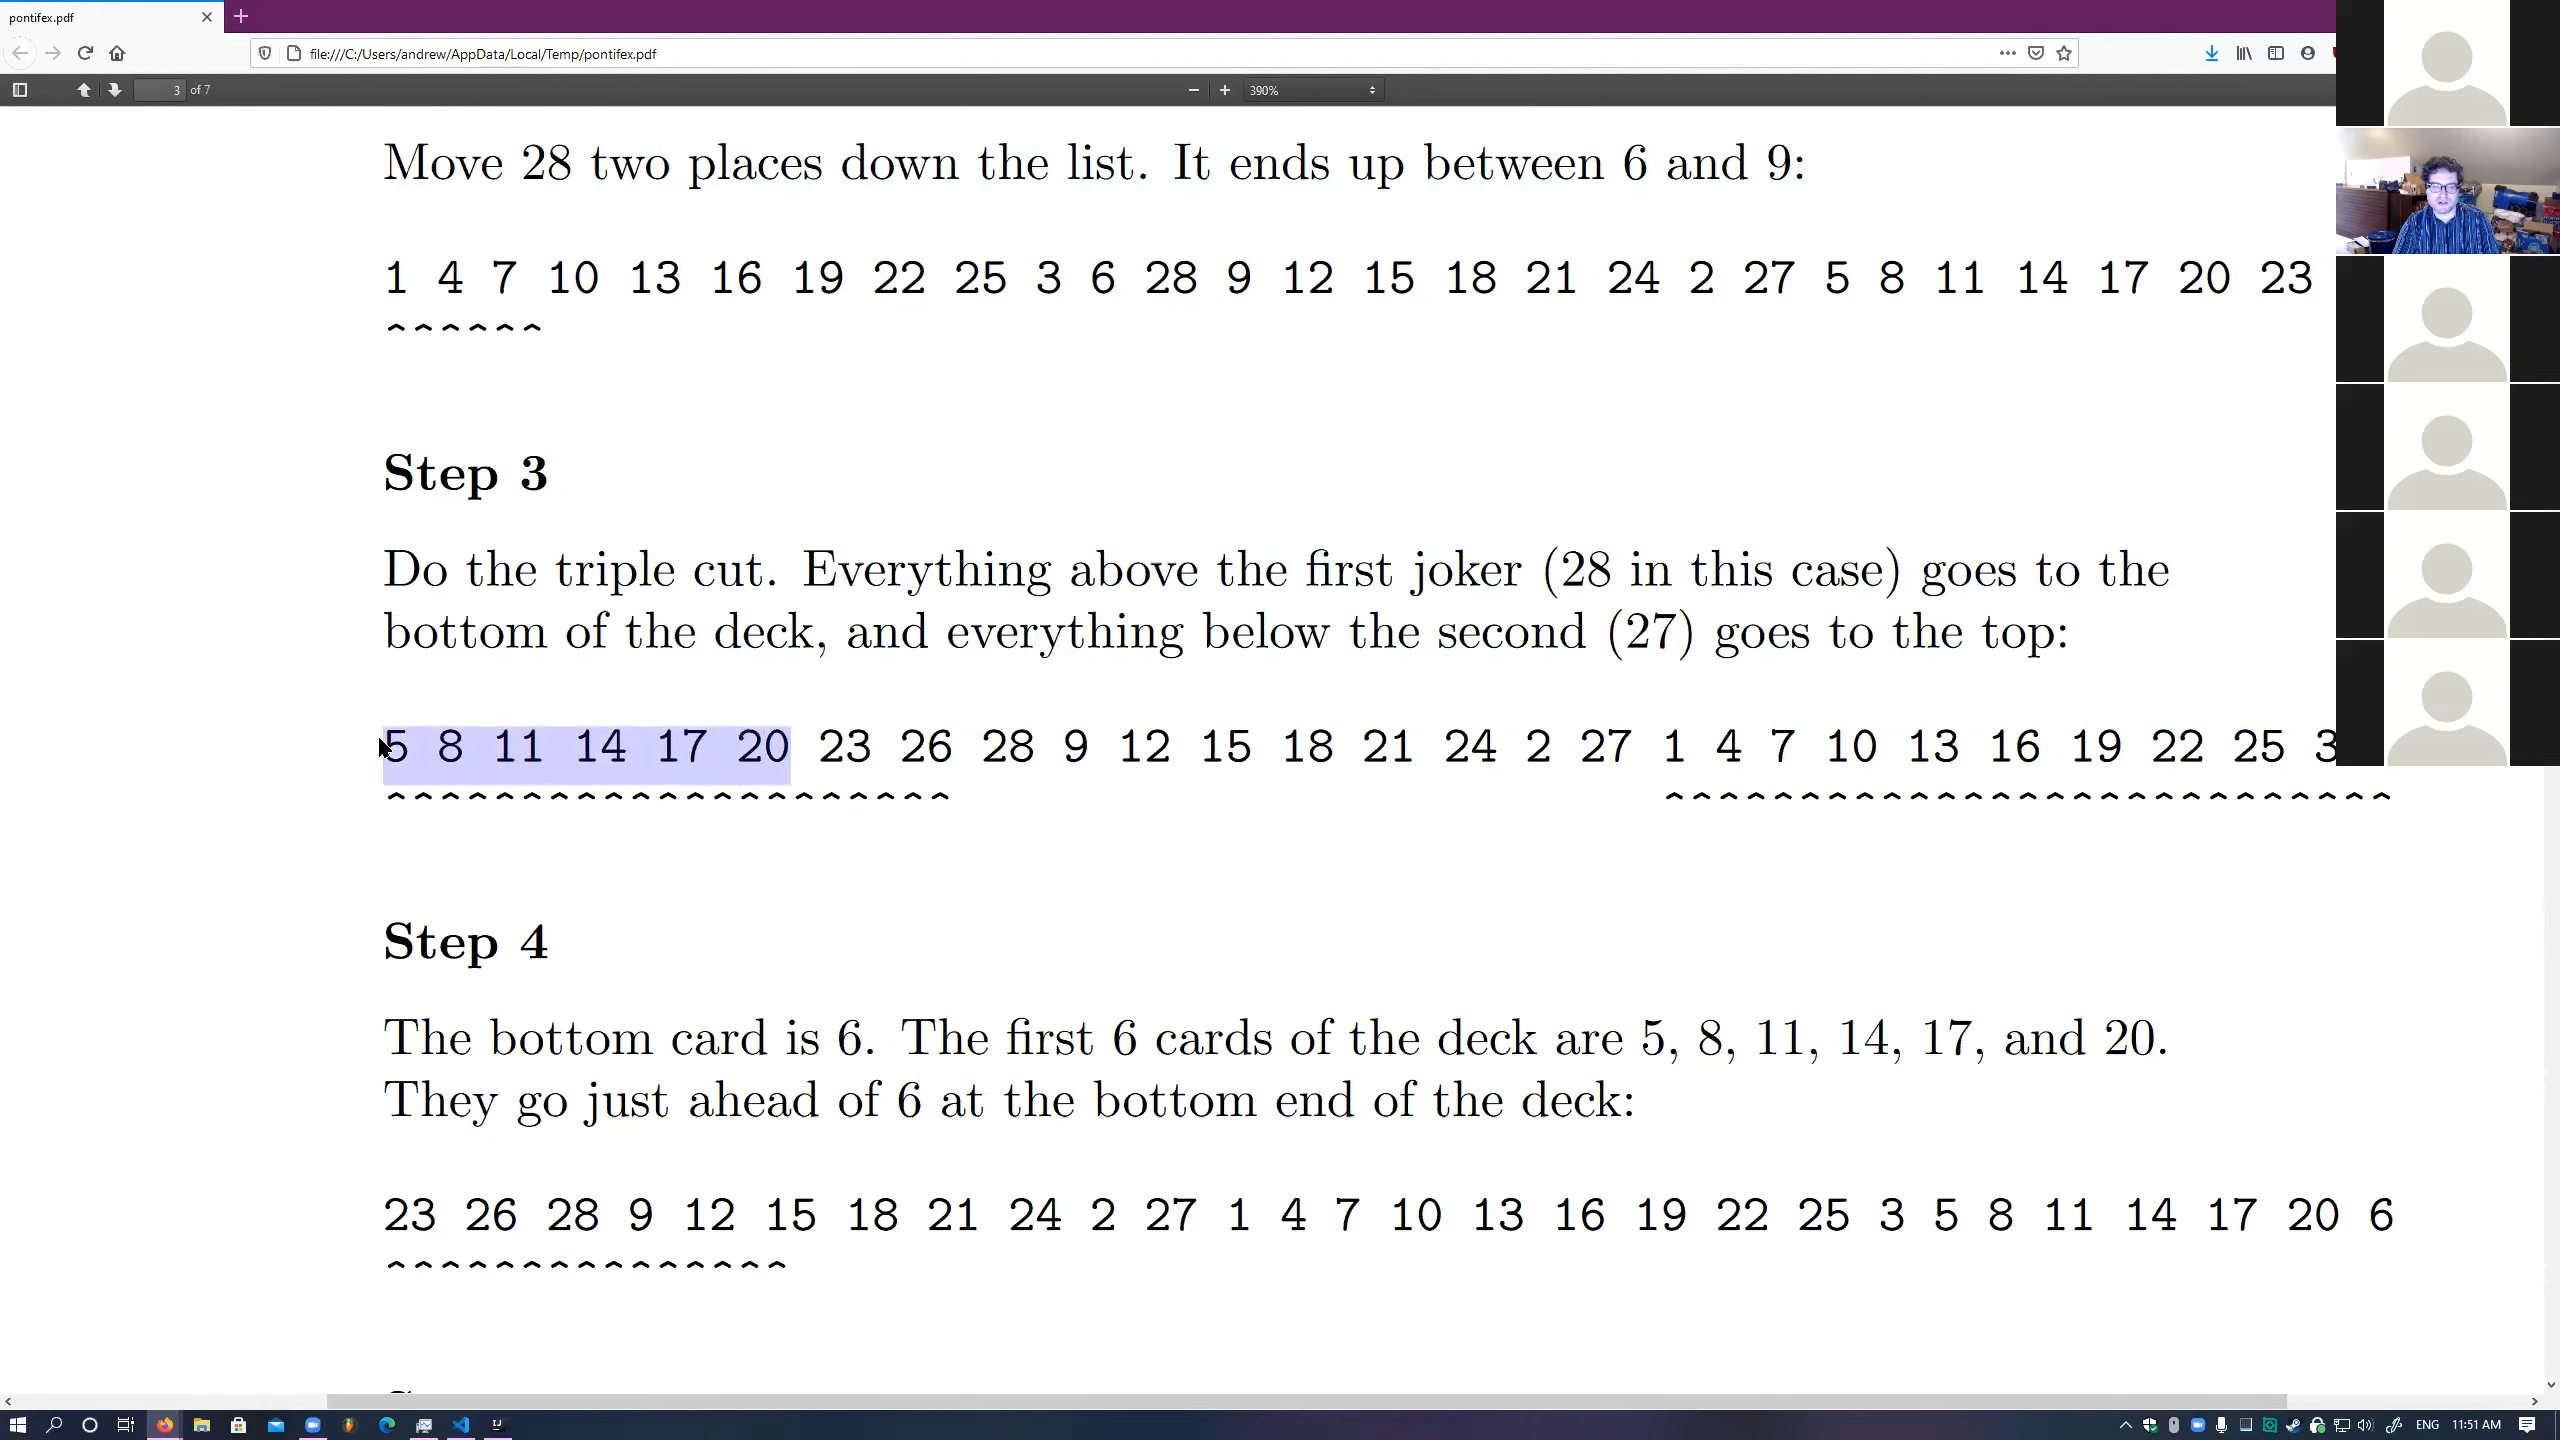 pontifex.pdf
file:///C:/Users/andrew/AppData/Local/Temp/pontifex.pdf
3 of 7
390%
Move 28 two places down the list. It ends up between 6 and 9:
1 4 7 10 13 16 19 22 25 3 6 28 9 12 15 18 21 24 2 27 5 8 11 14 17 20 23
^^^^^^
Step 3
Do the triple cut. Everything above the first joker (28 in this case) goes to the
bottom of the deck, and everything below the second (27) goes to the top:
5 8 11 14 17 20 23 26 28 9 12 15 18 21 24 2 27 1 4 7 10 13 16 19 22 25 3
^^^^^^^^^^^^^^^^^^^^^ ^^^^^^^^^^^^^^^^^^^^^^^^^^^
Step 4
The bottom card is 6. The first 6 cards of the deck are 5, 8, 11, 14, 17, and 20.
They go just ahead of 6 at the bottom end of the deck:
23 26 28 9 12 15 18 21 24 2 27 1 4 7 10 13 16 19 22 25 3 5 8 11 14 17 20 6
^^^^^^^^^^^^^^^
ENG 11:51 AM